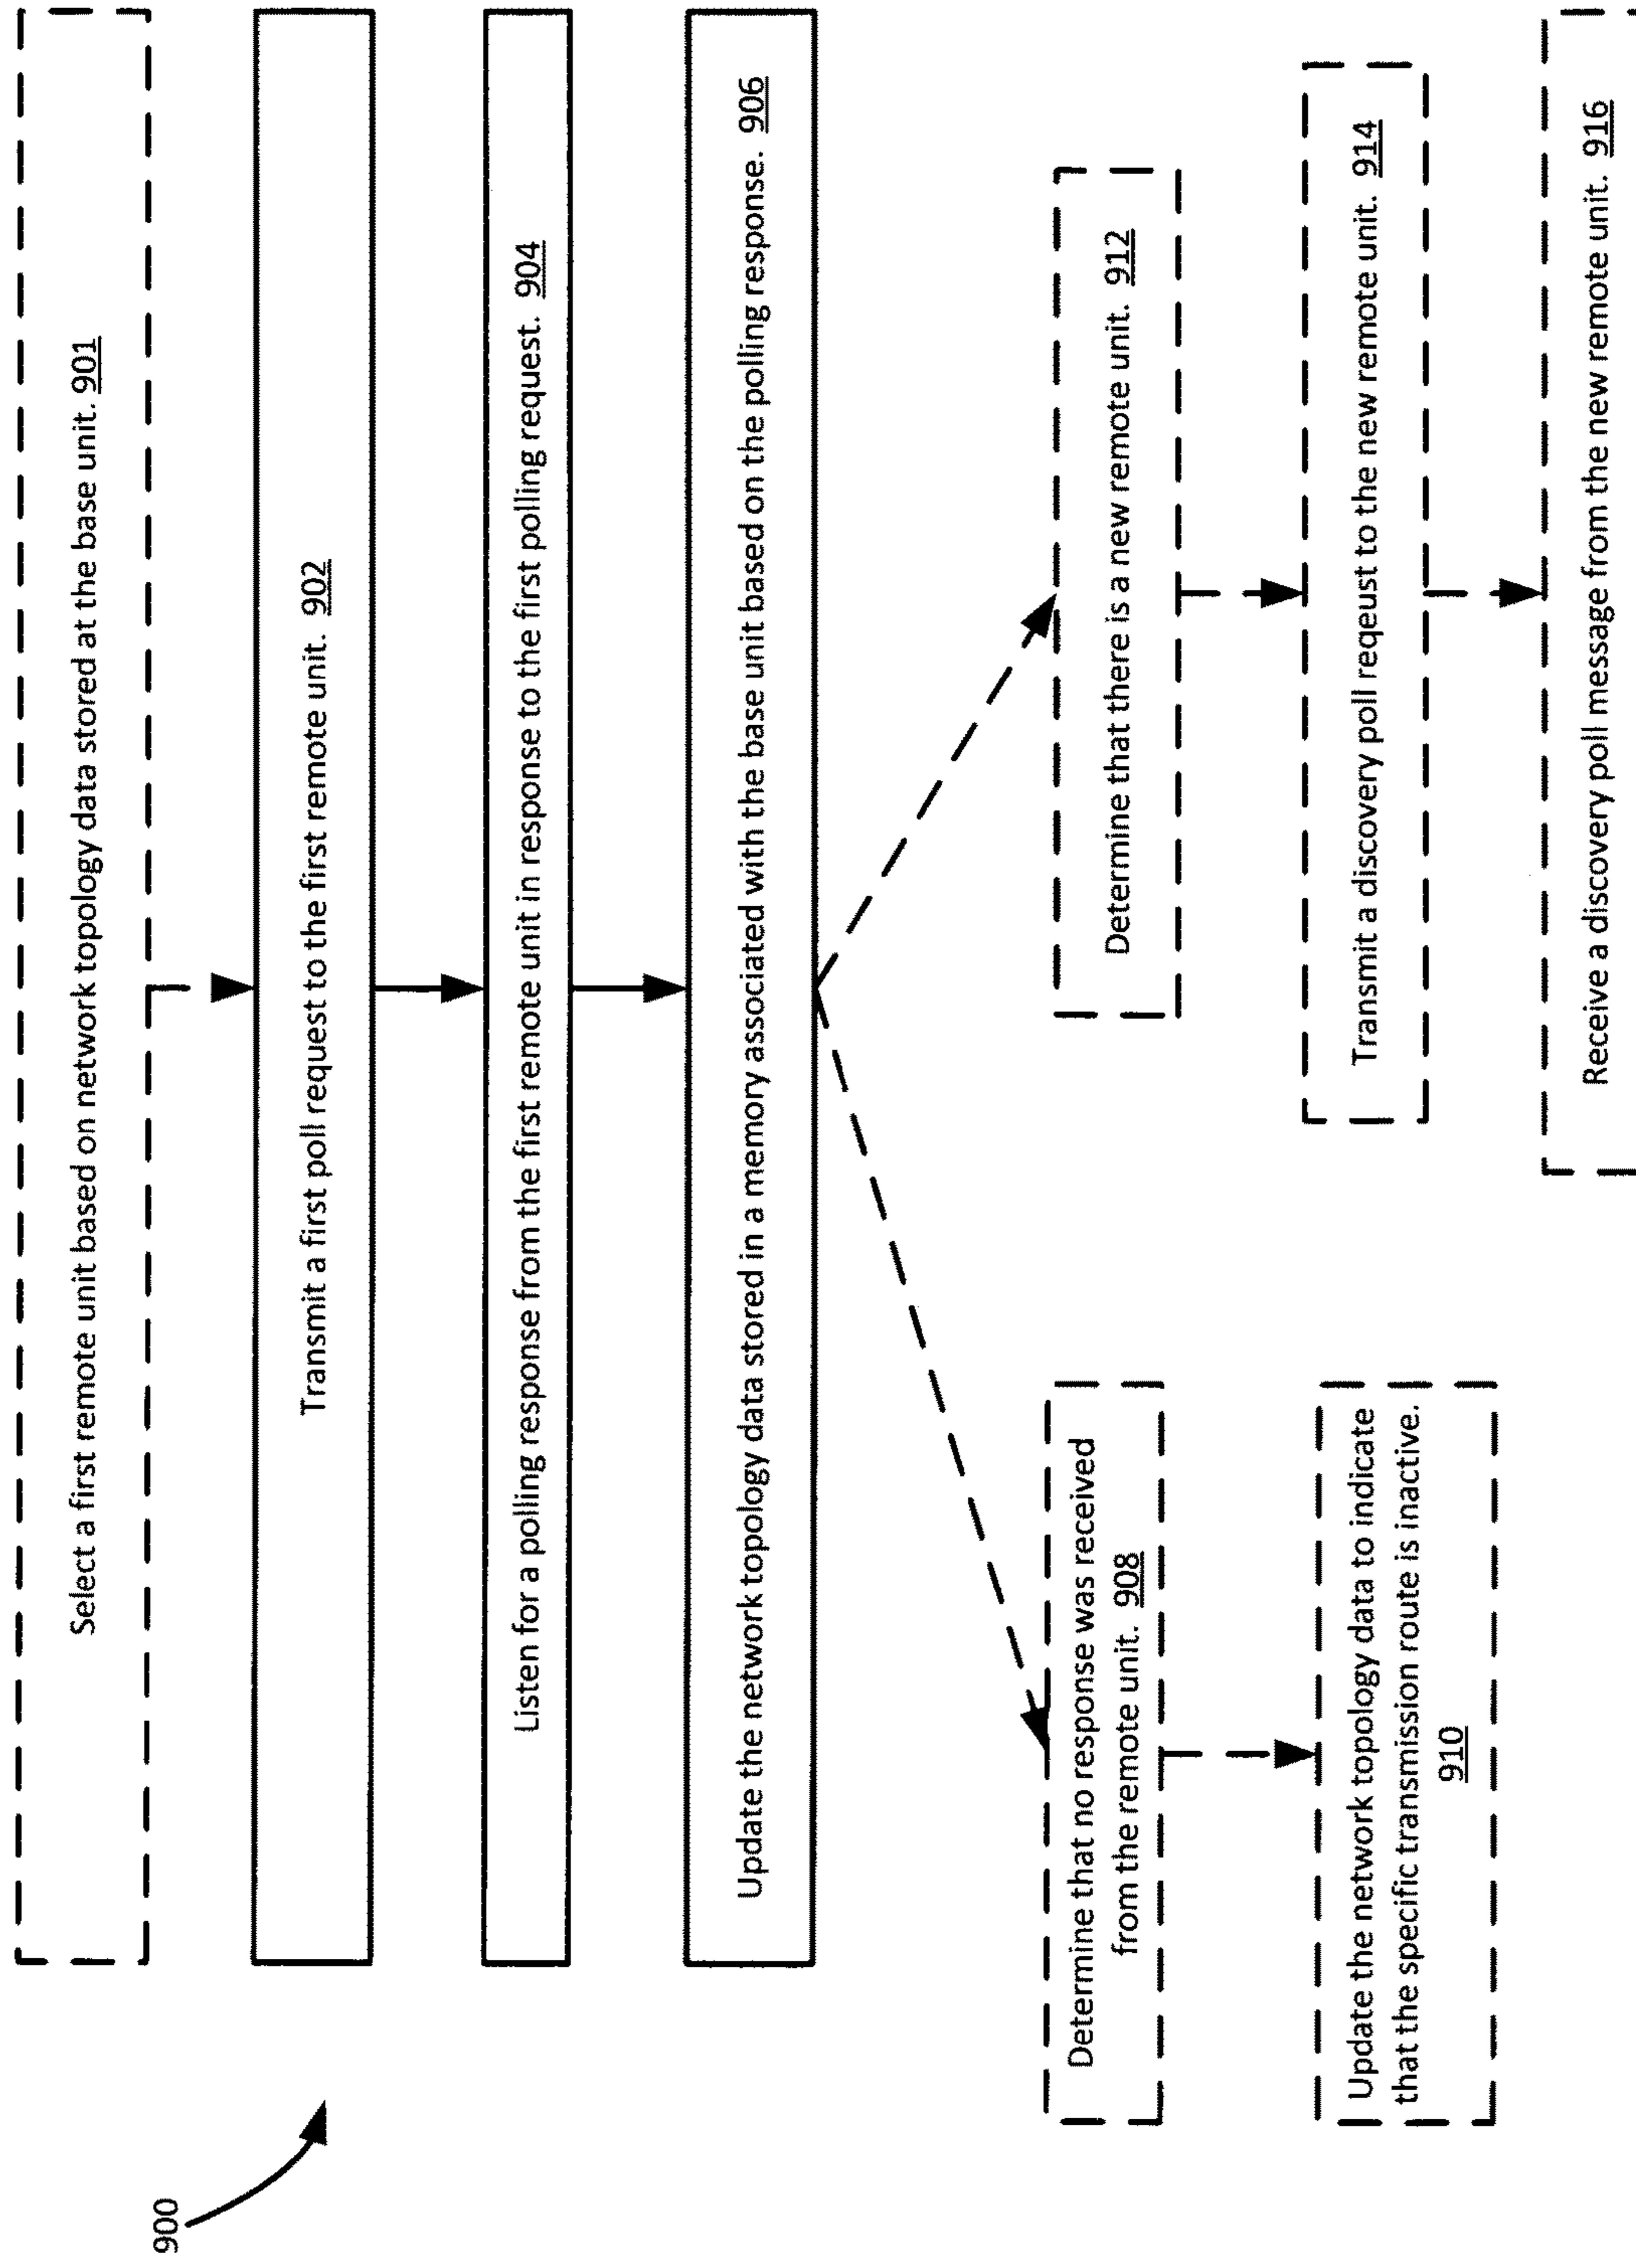 900
Select a first remote unit based on network topology data stored at the base unit. 901
Transmit a first poll request to the first remote unit. 902
Listen for a polling response from the first remote unit in response to the first polling request. 904
Update the network topology data stored in a memory associated with the base unit based on the polling response. 906
Determine that no response was received
from the remote unit. 908
Update the network topology data to indicate
that the specific transmission route is inactive.
910
Determine that there is a new remote unit. 912
Transmit a discovery poll reqeust to the new remote unit. 914
Receive a discovery poll message from the new remote unit. 916